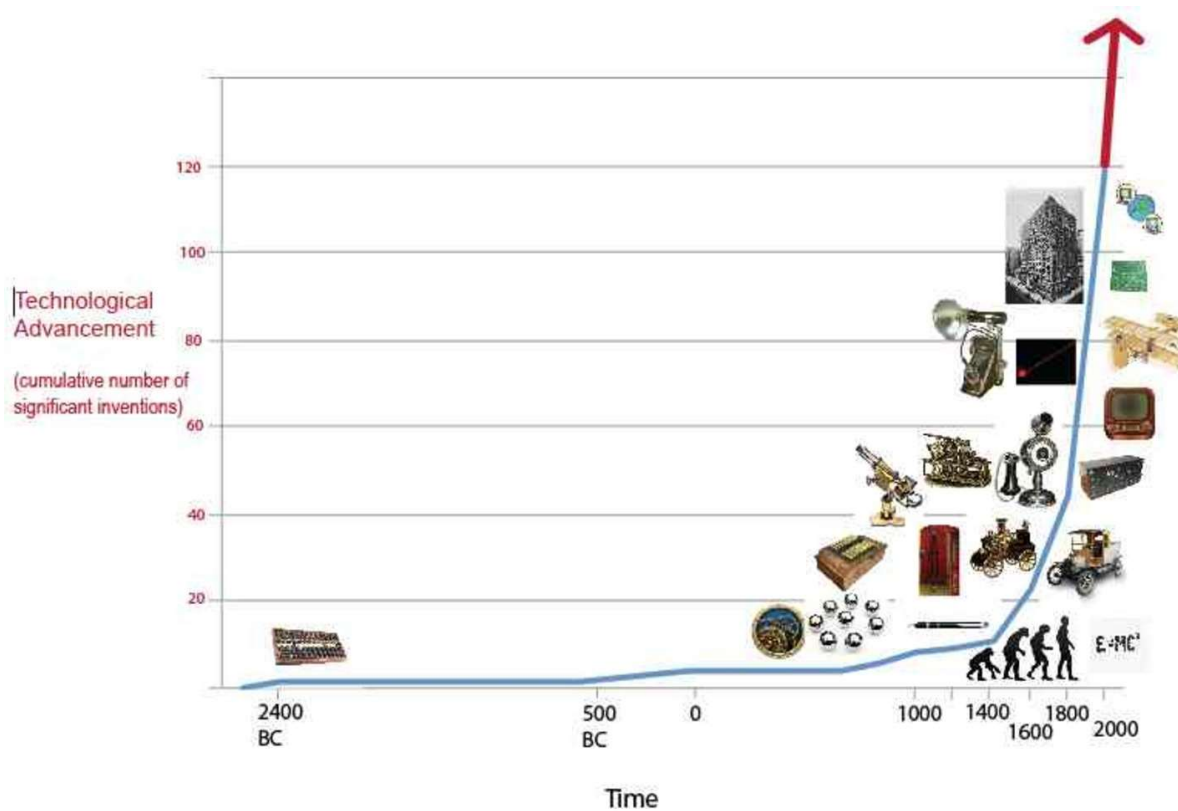 120
100
Technological
Advancement
80
(cumulative number of
significant inventions)
60
40
20
E=MC²
2400
BC
500
BC
0
1000
1400
1600
1800
2000
Time